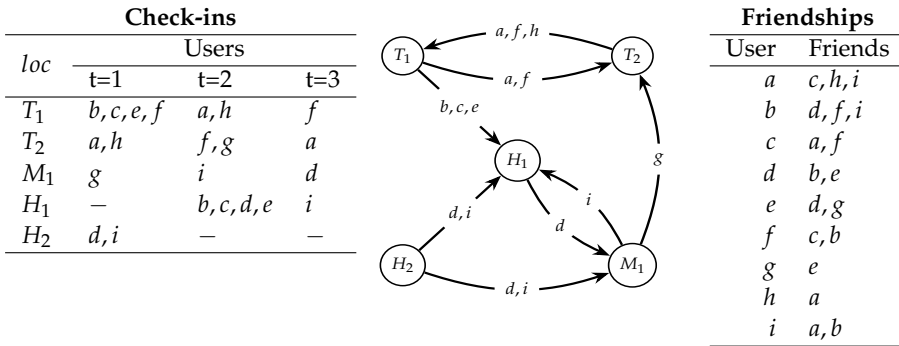 Check-ins
loc Users
t=1 t=2 t=3
T1 b, c, e, f a, h f
T2 a, h f, g a
M1 g i d
H1 − b, c, d, e i
H2 d, i − −
a, f, h
T1 T2
a, f
b, c, e
H1 g
d, i d i
H2 M1
d, i
Friendships
User Friends
a c, h, i
b d, f, i
c a, f
d b, e
e d, g
f c, b
g e
h a
i a, b